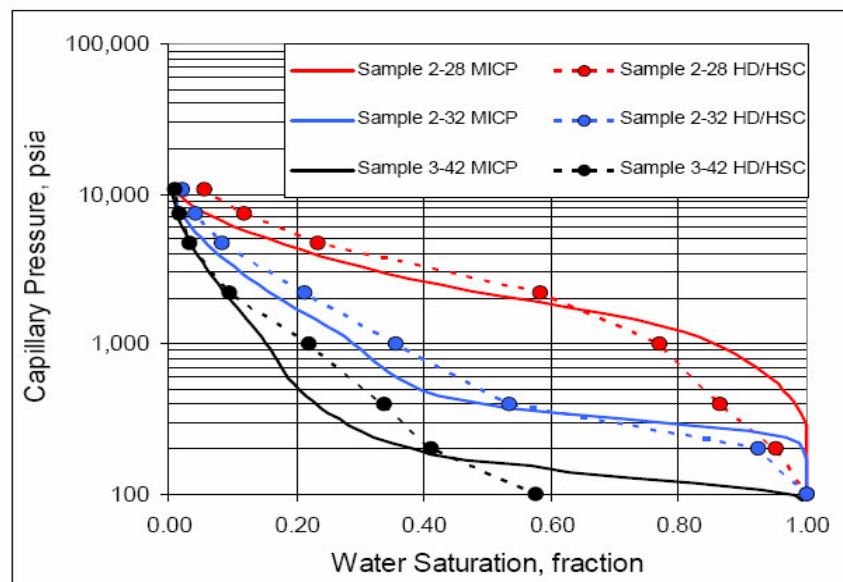 100,000
Sample 2-28 MICP Sample 2-28 HD/HSC
Sample 2-32 MICP Sample 2-32 HD/HSC
Sample 3-42 MICP Sample 3-42 HD/HSC
10,000
Capillary Pressure, psia
1,000
100
0.00 0.20 0.40 0.60 0.80 1.00
Water Saturation, fraction